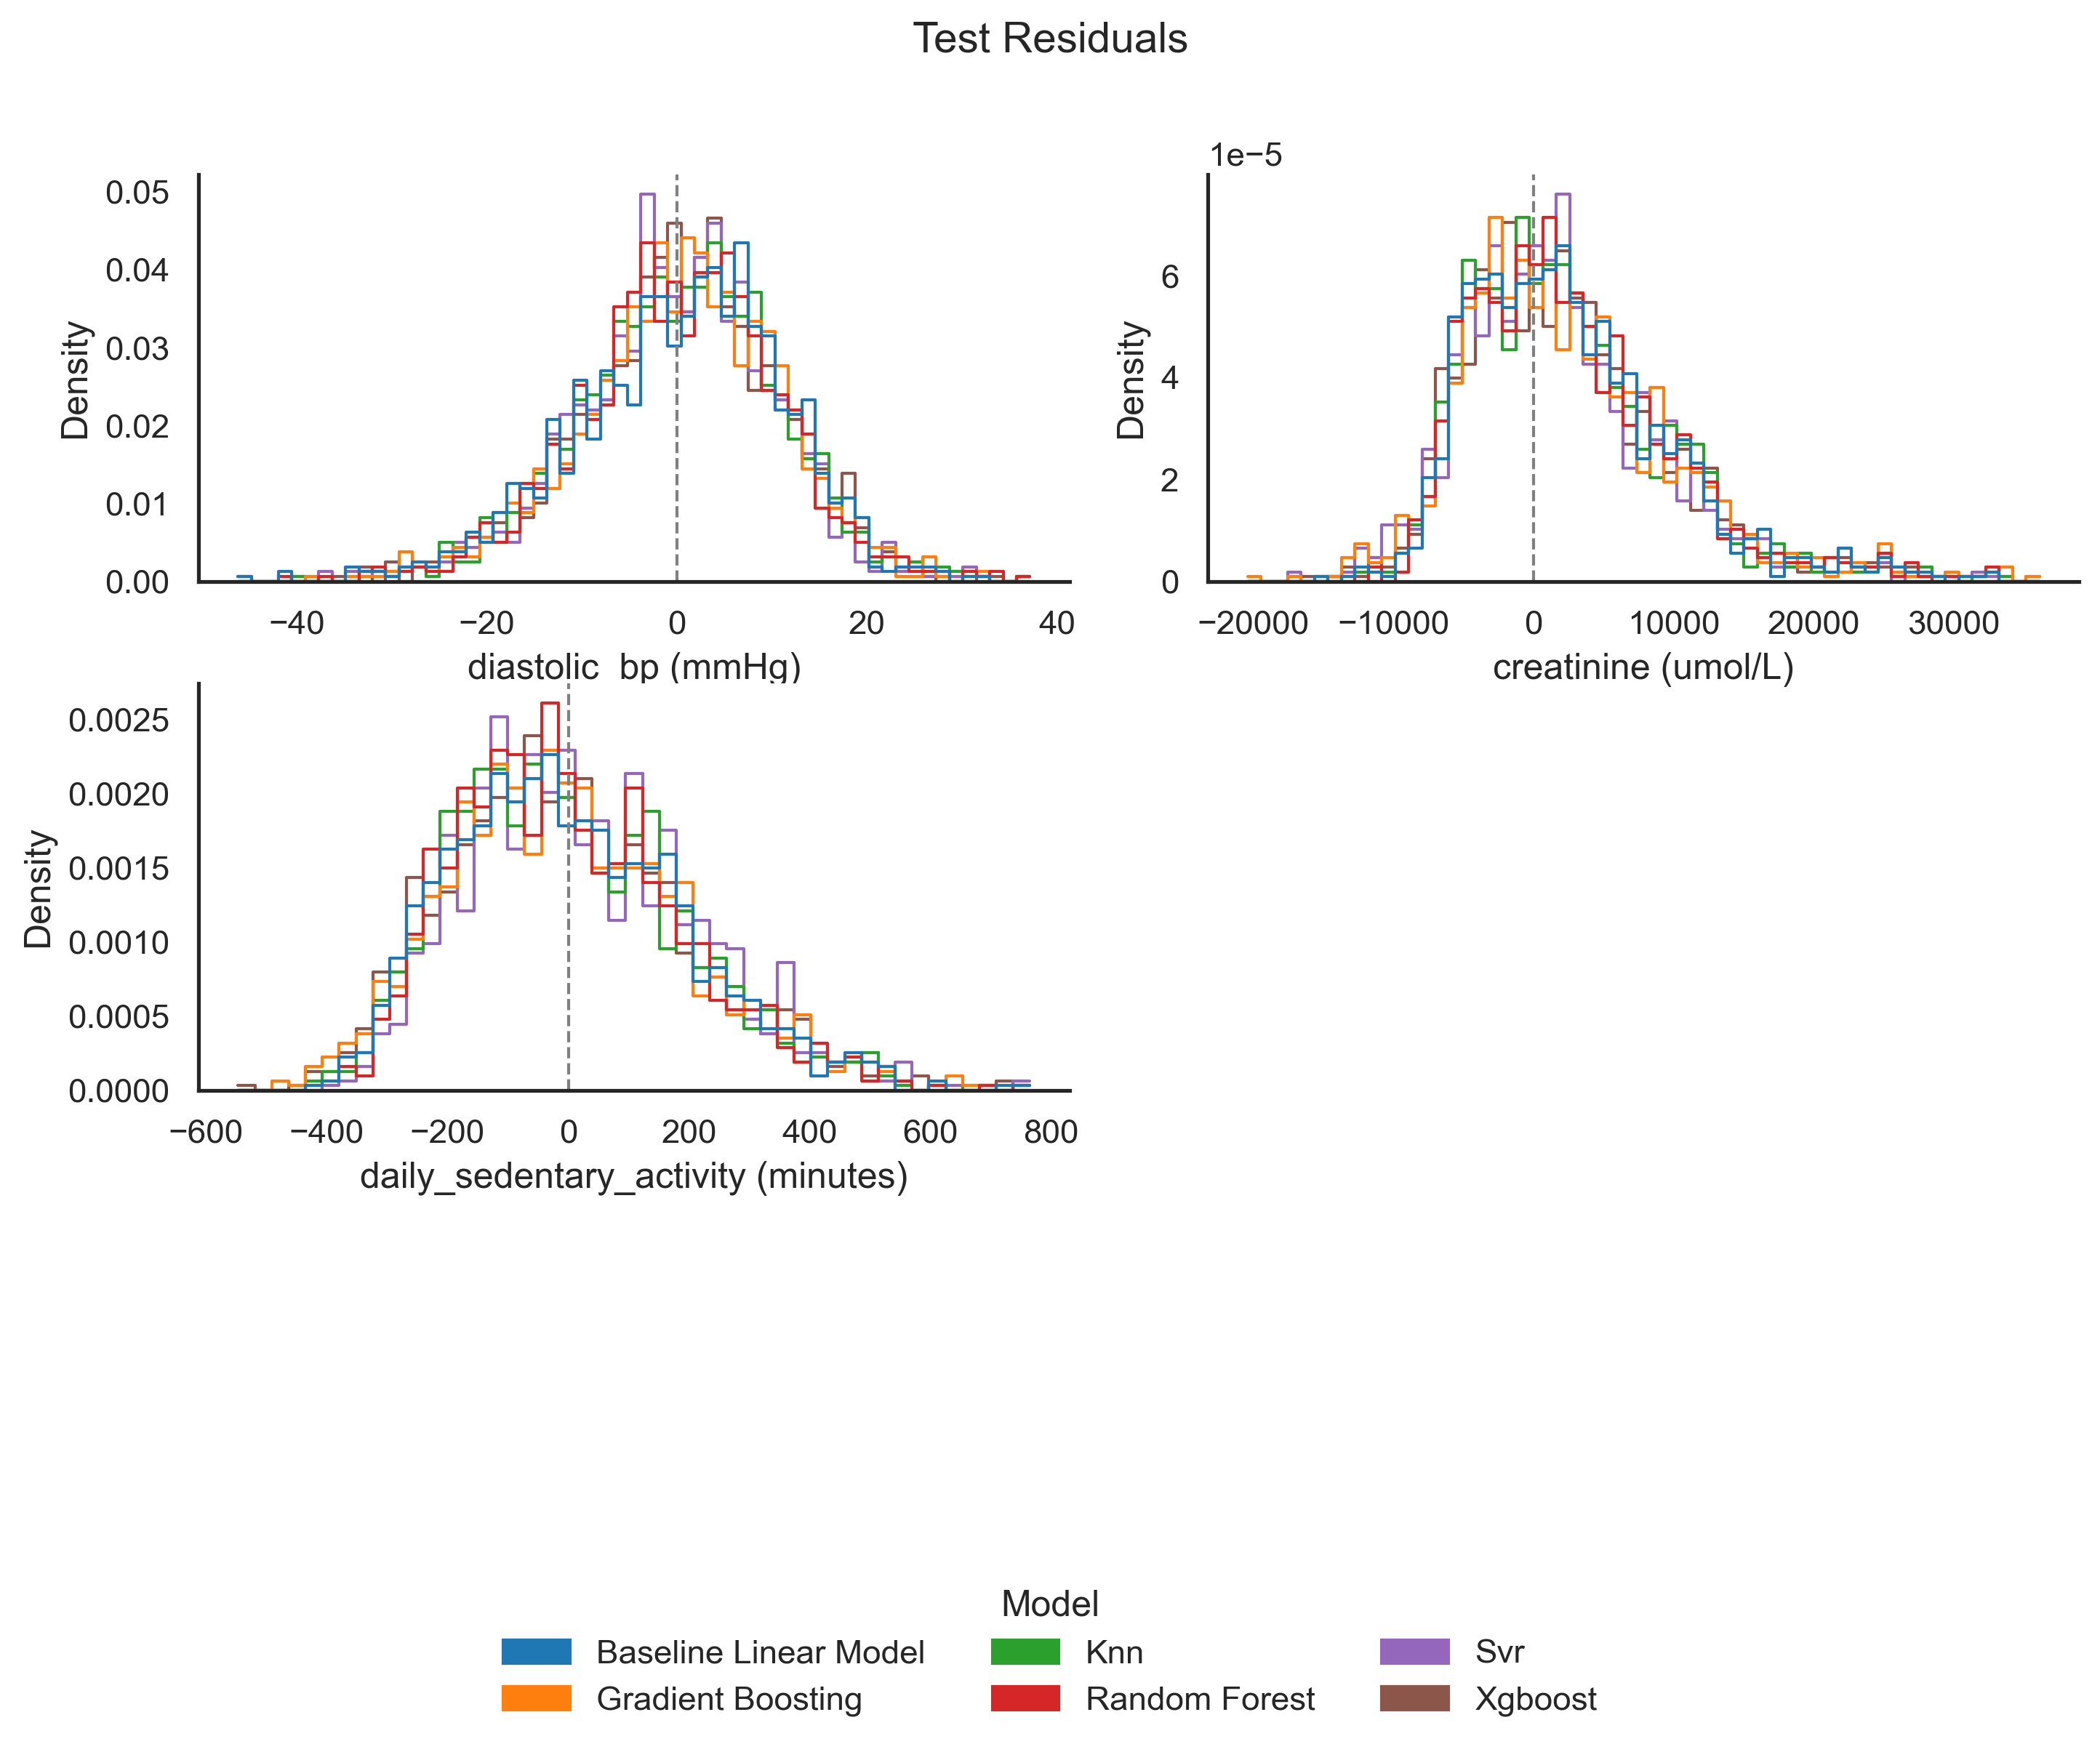 Test Residuals
1e−5
0.05
0.04
0.03
0.02
0.01
0.00
Density
−40 −20 0 20 40
diastolic bp (mmHg)
6
4
2
0
Density
−20000 −10000 0 10000 20000 30000
creatinine (umol/L)
0.0025
0.0020
0.0015
0.0010
0.0005
0.0000
Density
−600 −400 −200 0 200 400 600 800
daily_sedentary_activity (minutes)
Model
Baseline Linear Model Knn Svr
Gradient Boosting Random Forest Xgboost